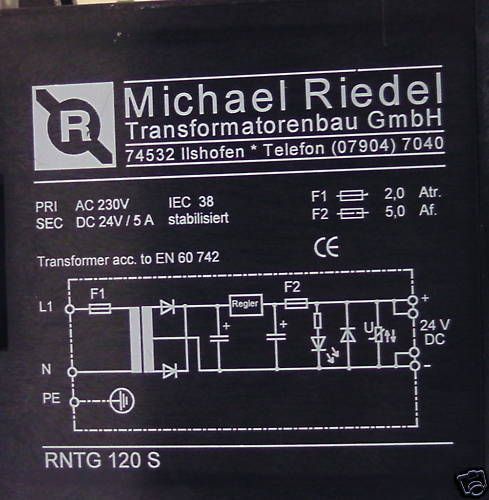 R
Michael Riedel
Transformatorenbau GmbH
74532 Ilshofen * Telefon (07904) 7040
PRI AC 230V IEC 38
SEC DC 24V / 5 A stabilisiert
F1 2,0 Atr.
F2 5,0 Af.
Transformer acc. to EN 60 742
CE
L1 F1 Regler F2 +
U 24 V
DC
N -
PE
RNTG 120 S
ebY